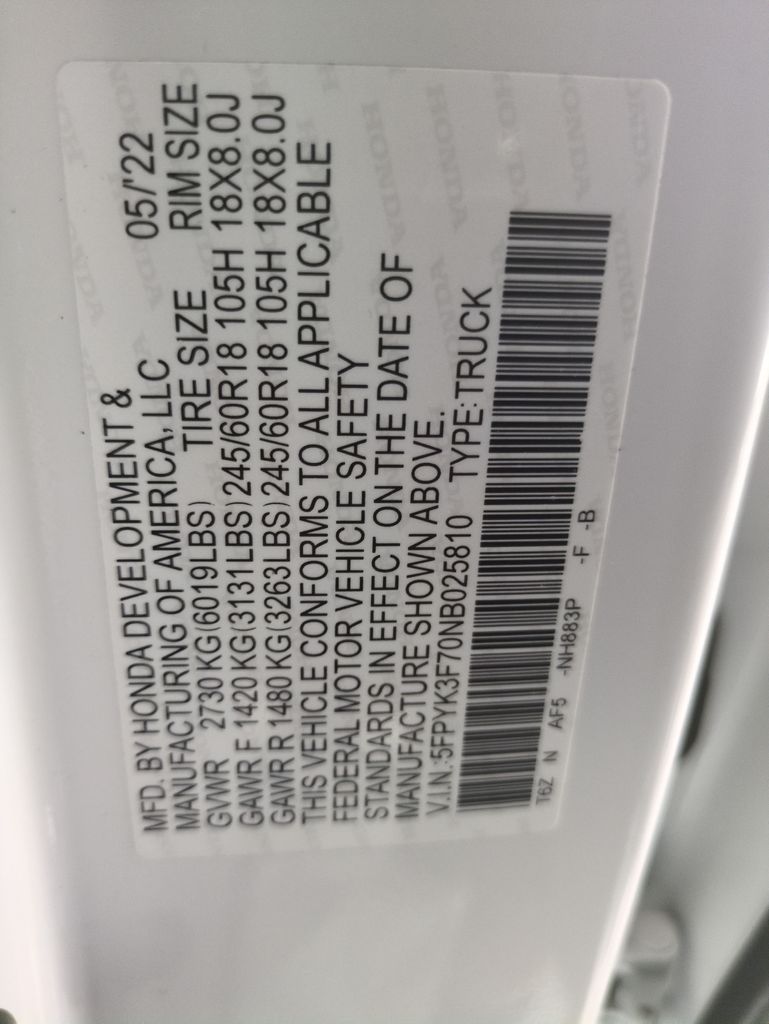 MFD. BY HONDA DEVELOPMENT &
MANUFACTURING OF AMERICA, LLC 05/'22
GVWR 2730 KG(6019LBS) TIRE SIZE RIM SIZE
GAWR F 1420 KG(3131LBS) 245/60R18 105H 18X8.0J
GAWR R 1480 KG(3263LBS) 245/60R18 105H 18X8.0J
THIS VEHICLE CONFORMS TO ALL APPLICABLE
FEDERAL MOTOR VEHICLE SAFETY
STANDARDS IN EFFECT ON THE DATE OF
MANUFACTURE SHOWN ABOVE.
V.I.N.:5FPYK3F70NB025810 TYPE:TRUCK
T6Z N AF5 -NH883P -F -B